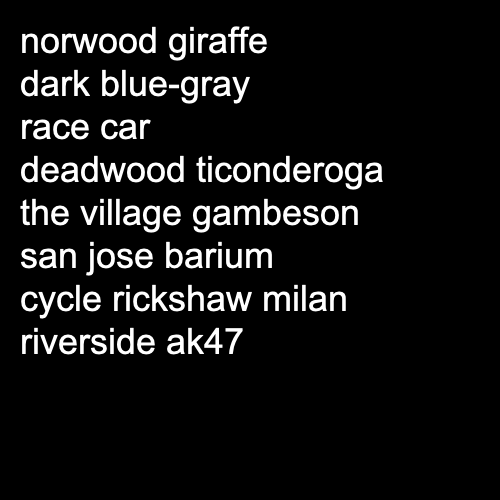 norwood giraffe
dark blue-gray
race car
deadwood ticonderoga
the village gambeson
san jose barium
cycle rickshaw milan
riverside ak47